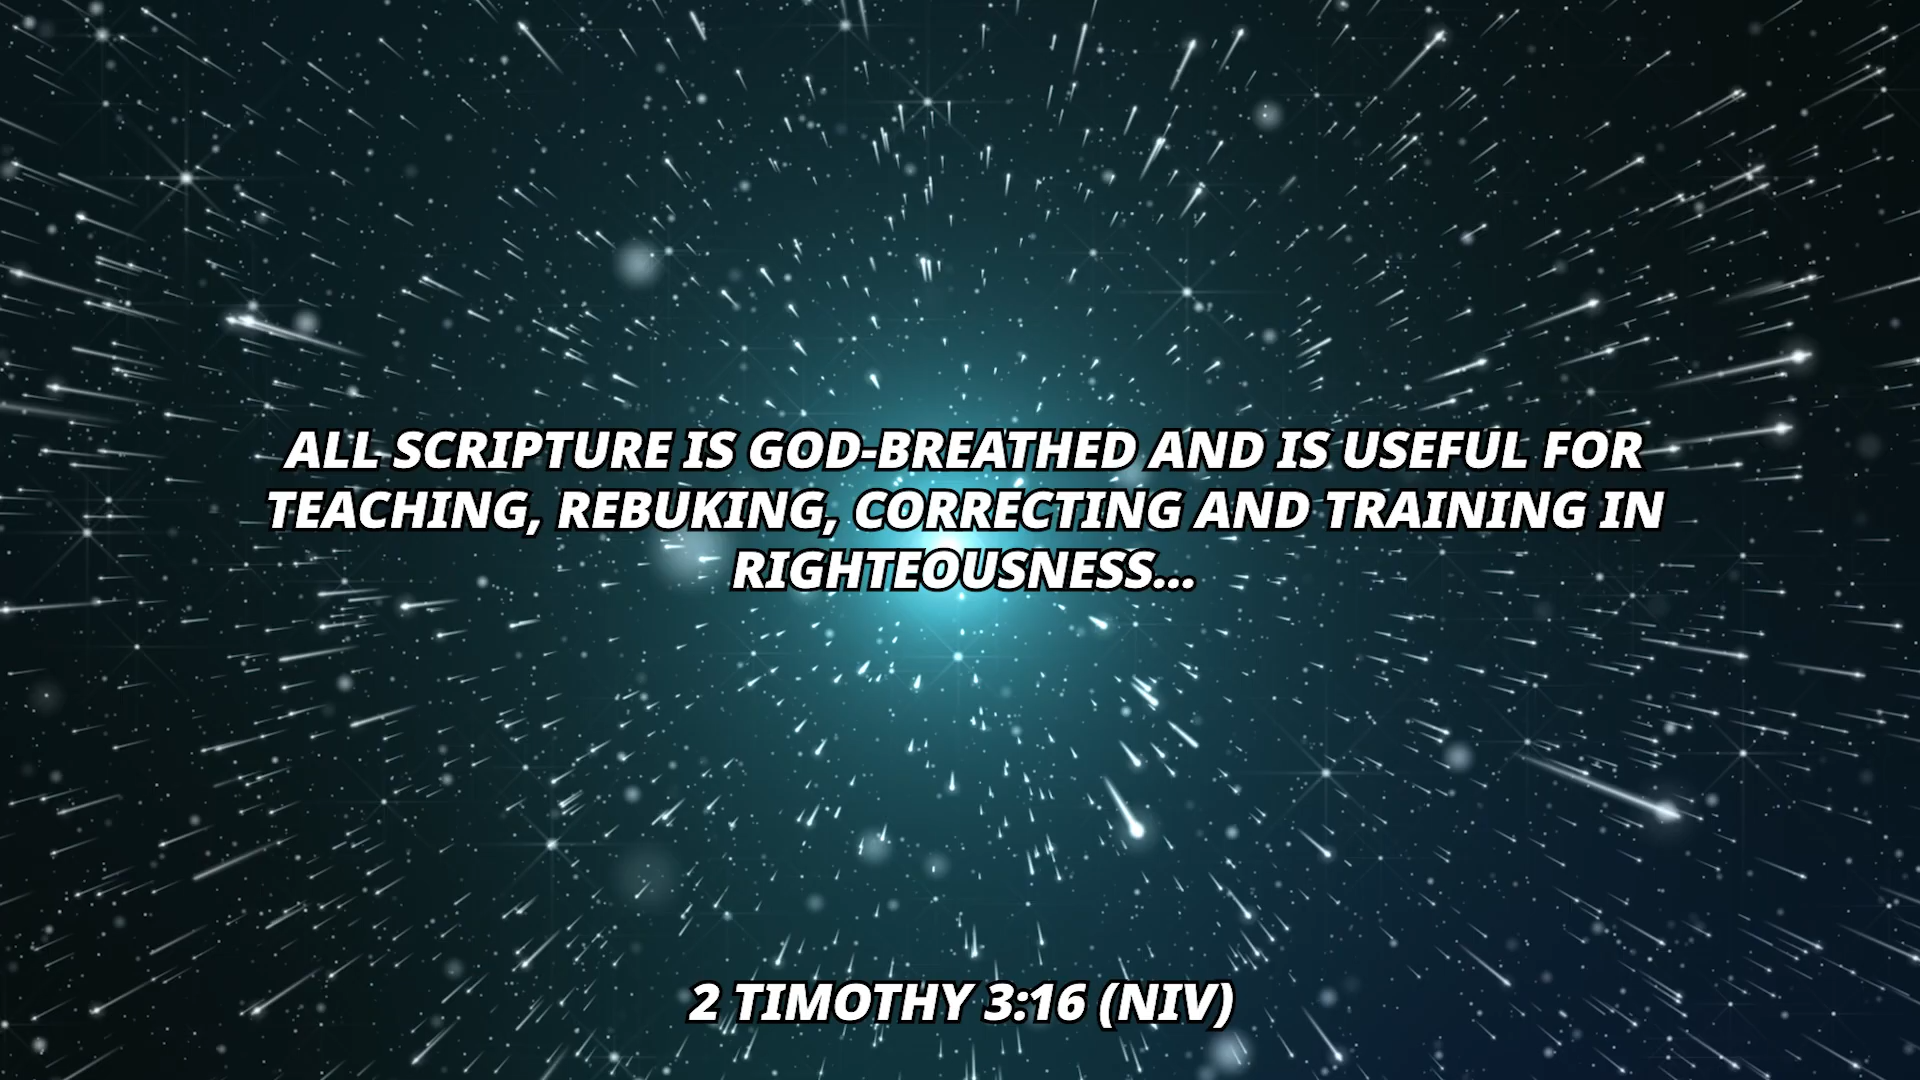 ALL SCRIPTURE IS GOD-BREATHED AND IS USEFUL FOR
TEACHING, REBUKING, CORRECTING AND TRAINING IN
RIGHTEOUSNESS...
2 TIMOTHY 3:16 (NIV)